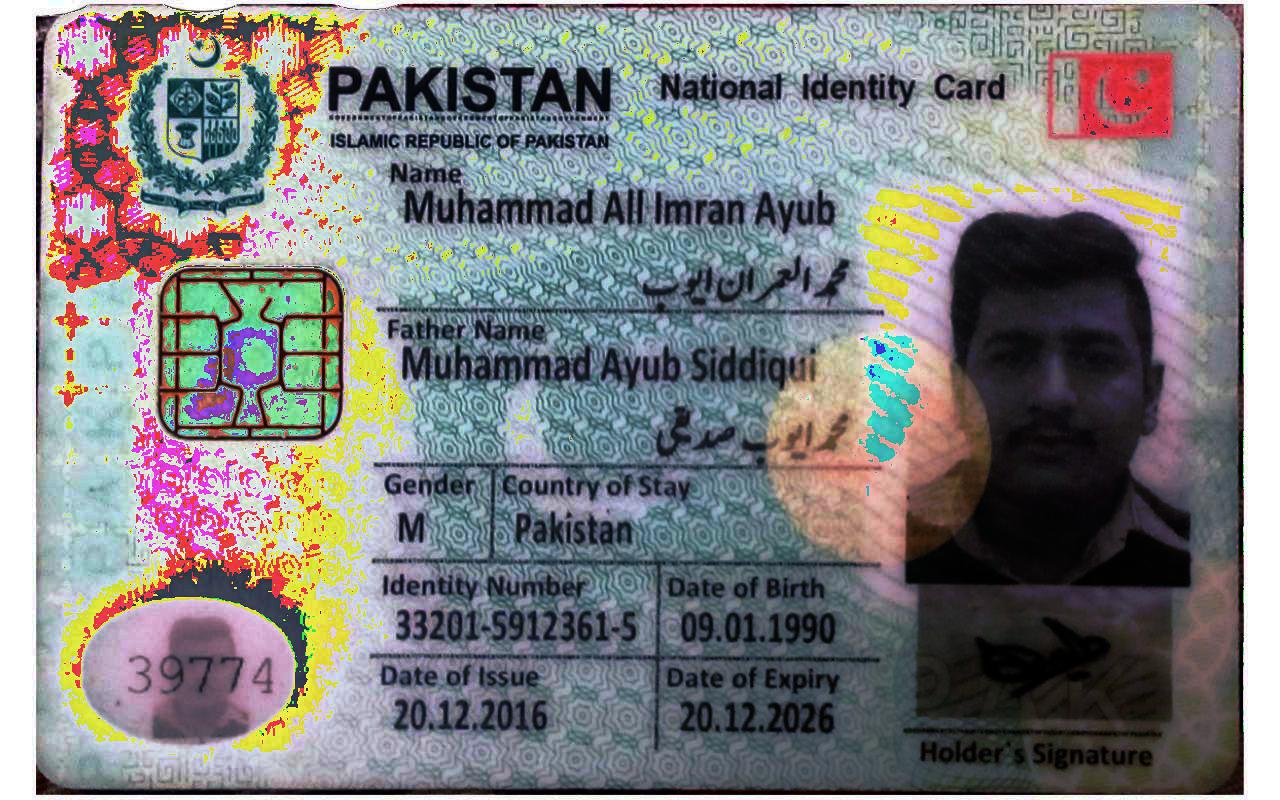 PAKISTAN National Identity Card
ISLAMIC REPUBLIC OF PAKISTAN
Name
Muhammad All Imran Ayub
محمد العمران ایوب
Father Name
Muhammad Ayub Siddiqui
محمد ایوب صدیقی
Gender Country of Stay
M Pakistan
Identity Number Date of Birth
33201-5912361-5 09.01.1990
Date of Issue Date of Expiry
20.12.2016 20.12.2026
39774
Holder's Signature